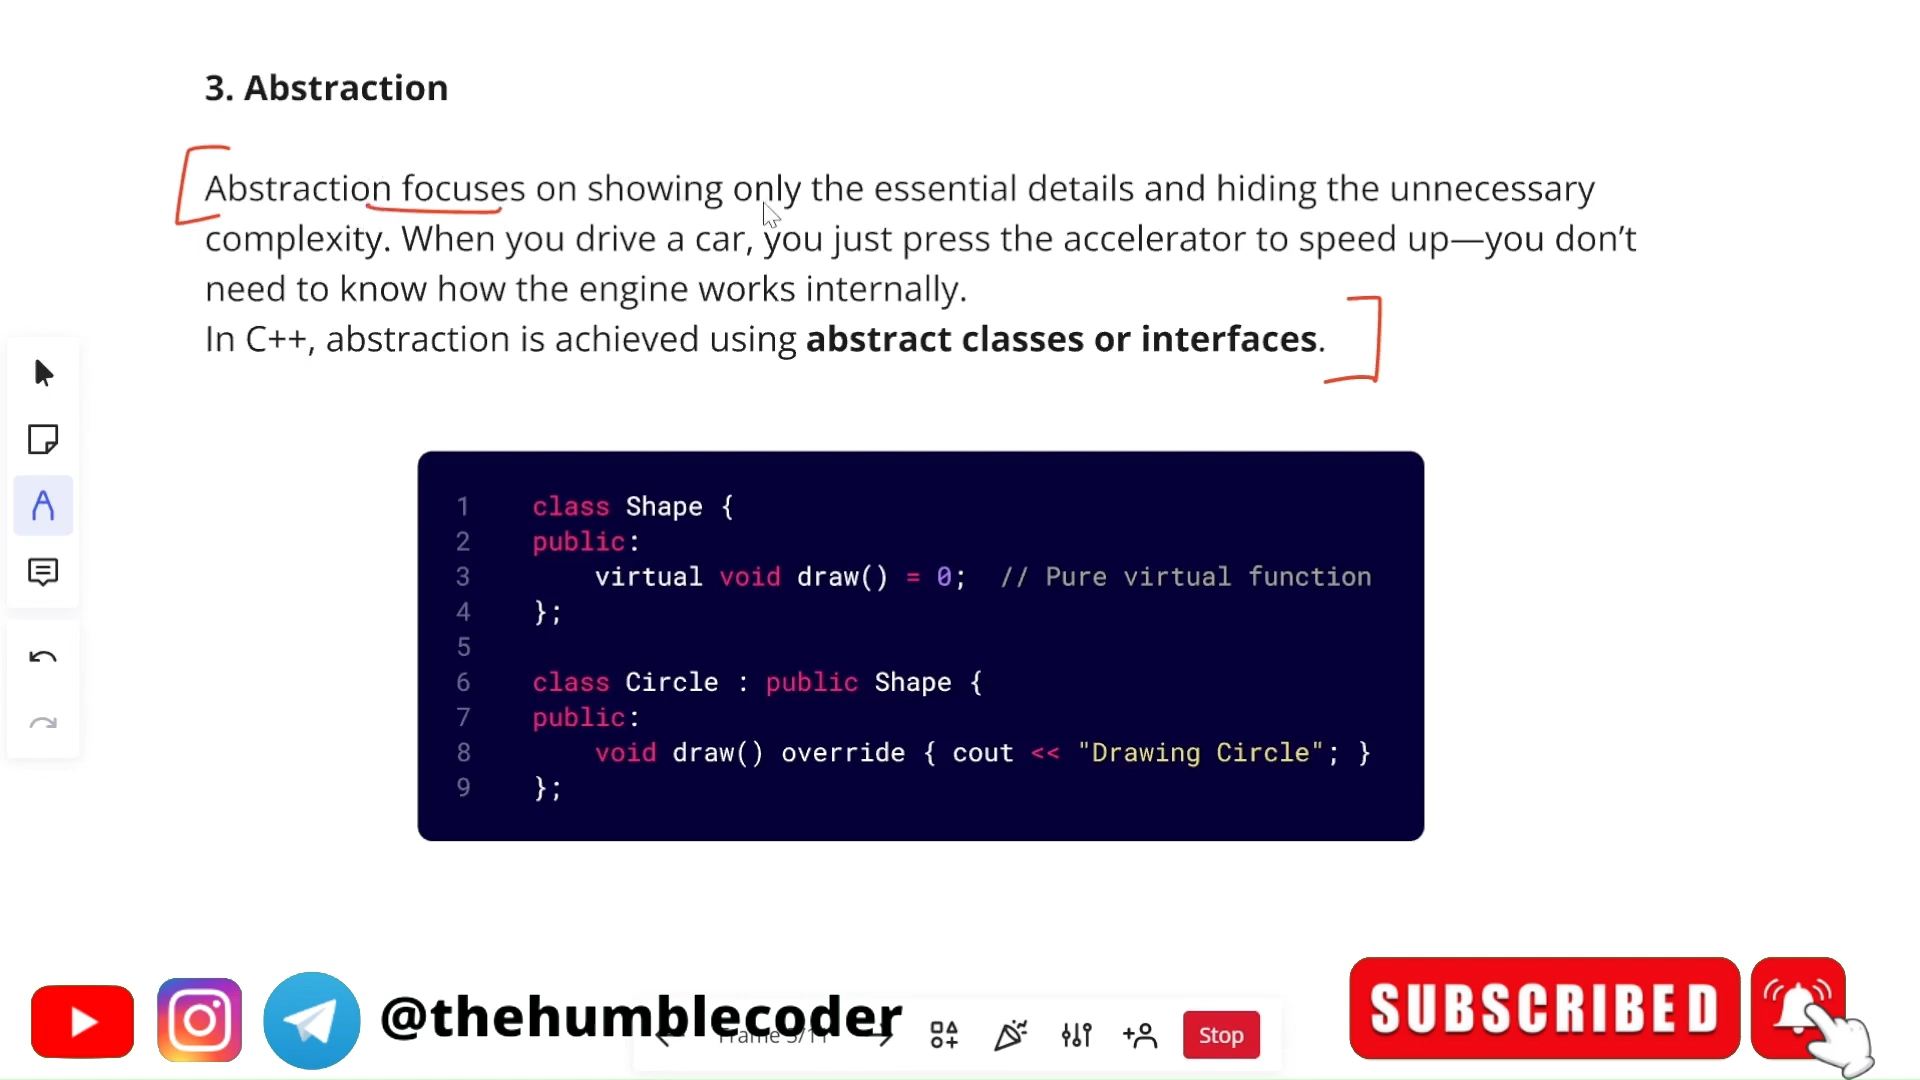 3. Abstraction
Abstraction focuses on showing only the essential details and hiding the unnecessary
complexity. When you drive a car, you just press the accelerator to speed up—you don’t
need to know how the engine works internally.
In C++, abstraction is achieved using abstract classes or interfaces.
1 class Shape {
2 public:
3 virtual void draw() = 0; // Pure virtual function
4 };
5
6 class Circle : public Shape {
7 public:
8 void draw() override { cout << "Drawing Circle"; }
9 };
@thehumblecoder
Stop
SUBSCRIBED